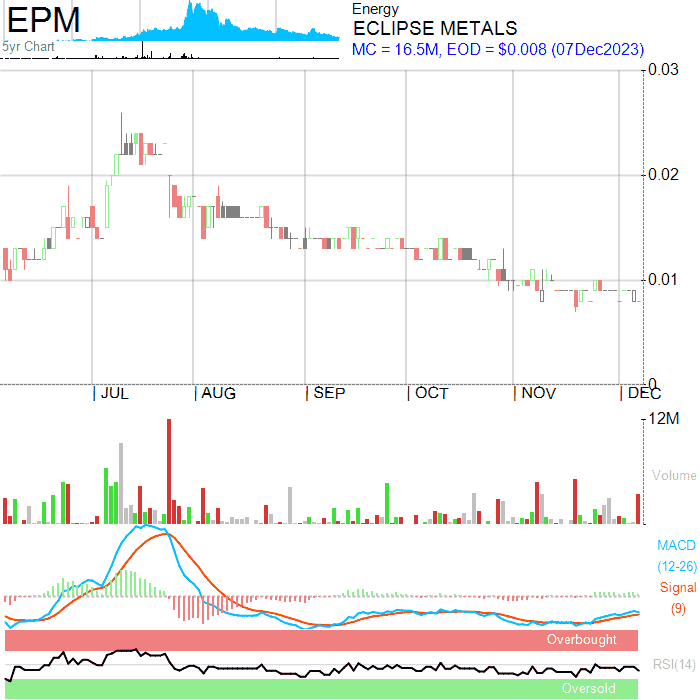 EPM
5yr Chart
Energy
ECLIPSE METALS
MC = 16.5M, EOD = $0.008 (07Dec2023)
0.03
0.02
0.01
0
JUL AUG SEP OCT NOV DEC
12M
Volume
MACD
(12-26)
Signal
(9)
Overbought
RSI(14)
Oversold